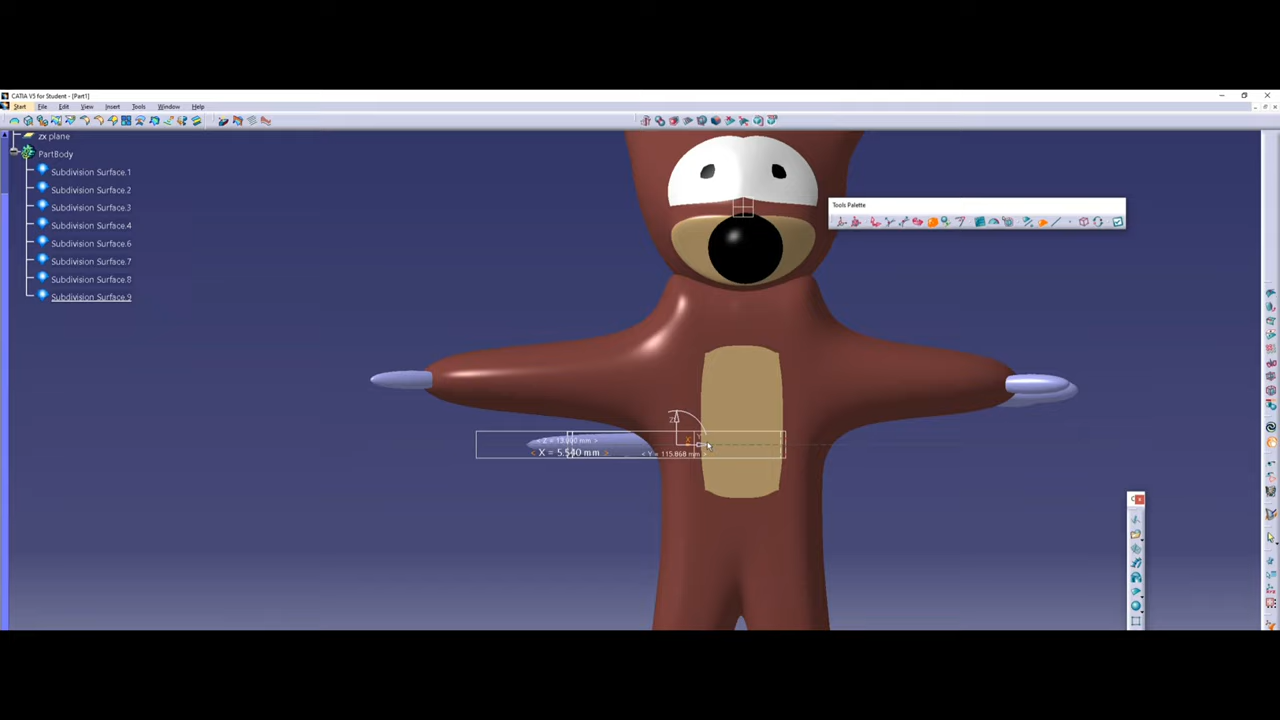 CATIA V5 for Student - [Part1]
Start File Edit View Insert Tools Window Help
zx plane
PartBody
Subdivision Surface.1
Subdivision Surface.2
Subdivision Surface.3
Subdivision Surface.4
Subdivision Surface.6
Subdivision Surface.7
Subdivision Surface.8
Subdivision Surface.9
Tools Palette
Z
X
< X = 5.540 mm >
< Y = 115.868 mm >